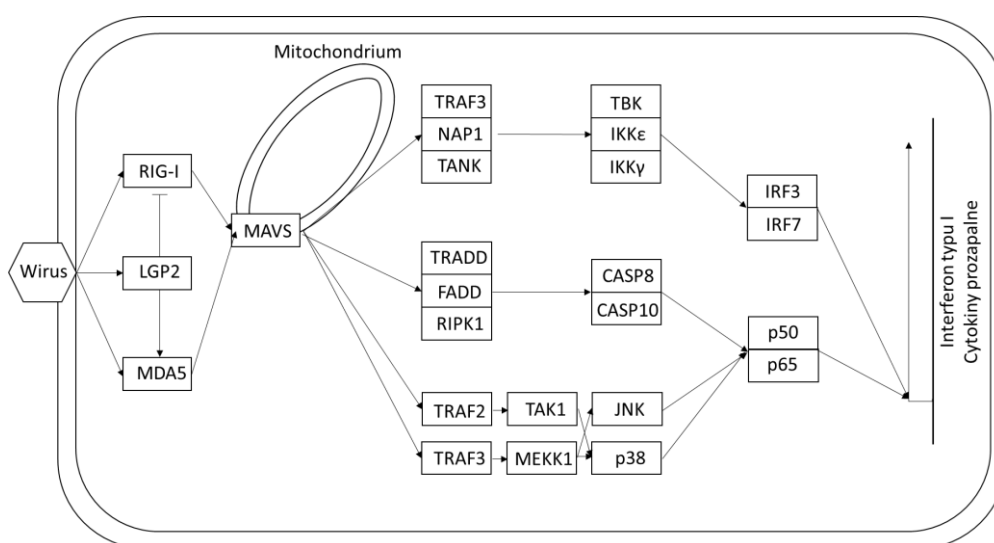 Mitochondrium
TRAF3
NAP1
TANK
TBK
IKKε
IKKγ
RIG-I
LGP2
MDA5
Wirus
MAVS
IRF3
IRF7
TRADD
FADD
RIPK1
CASP8
CASP10
p50
p65
TRAF2
TAK1
JNK
TRAF3
MEKK1
p38
Interferon typu I
Cytokiny prozapalne